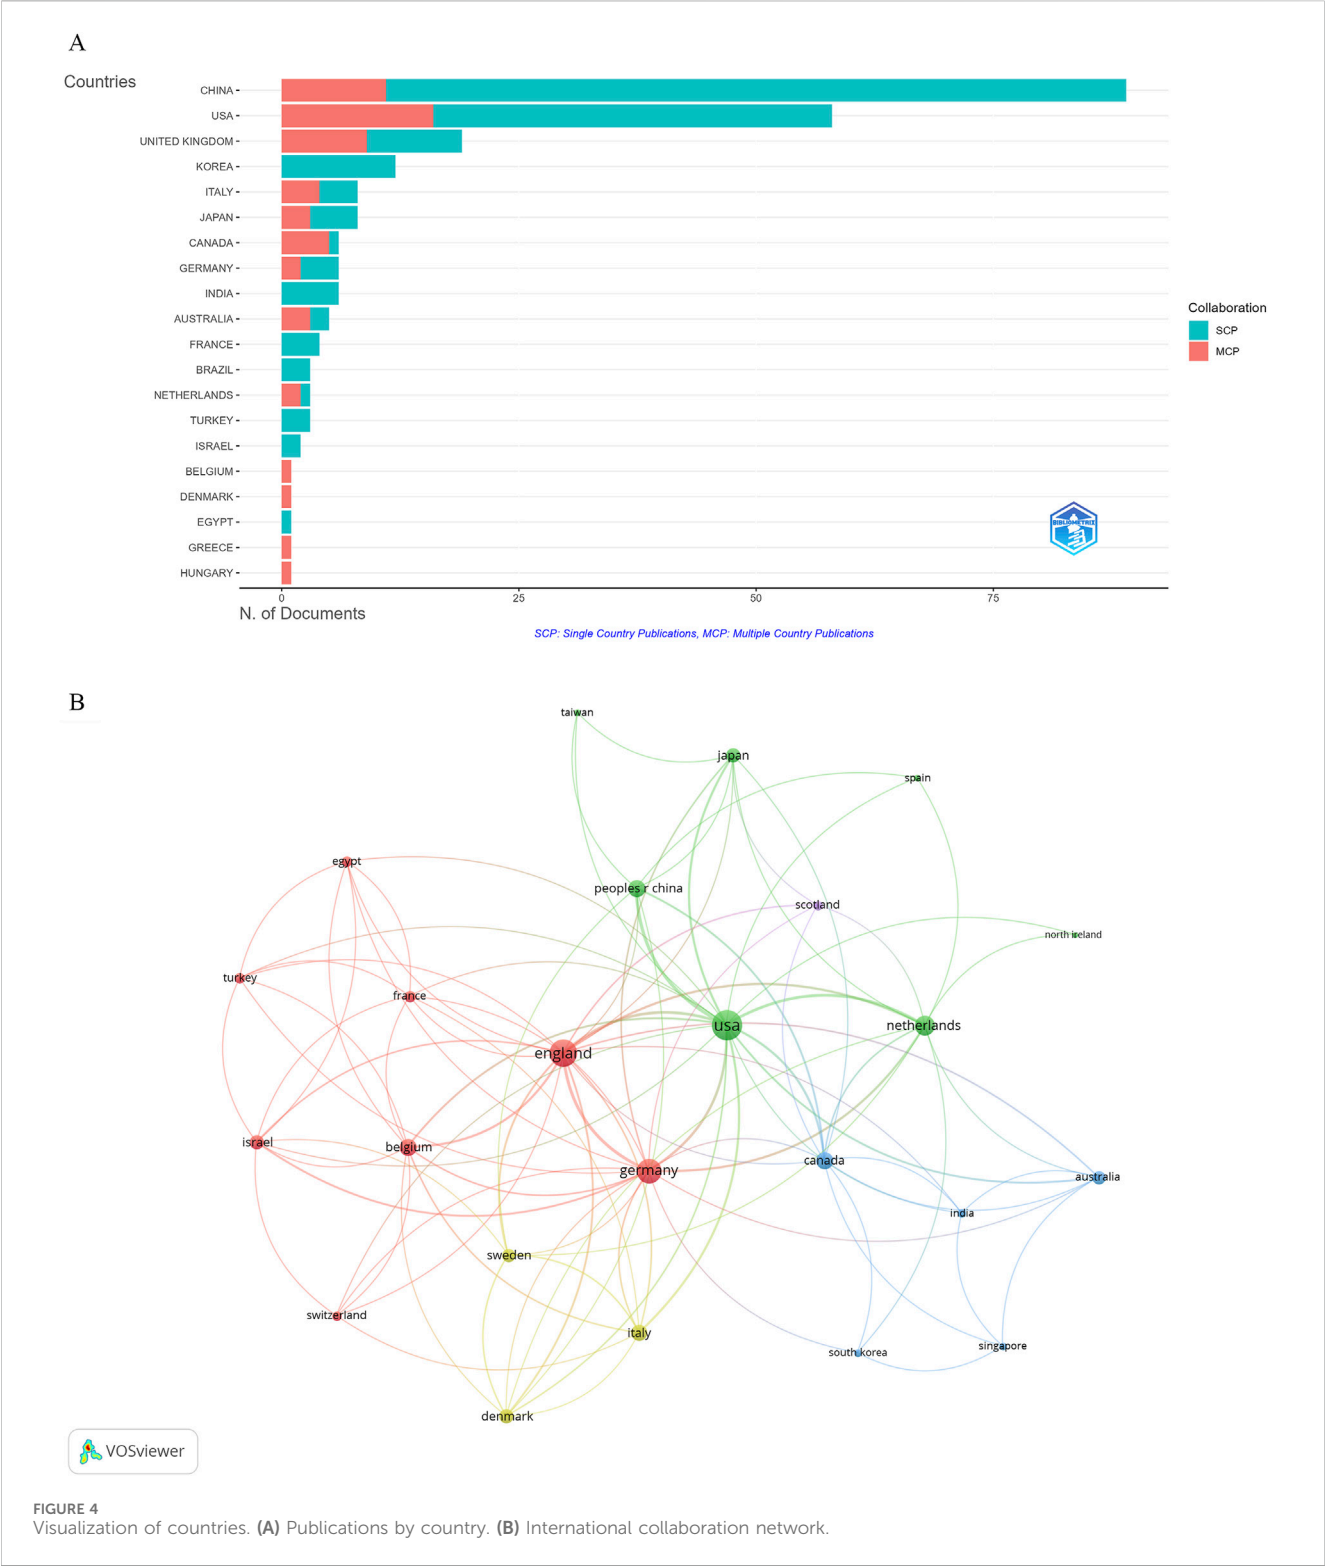 A
Countries
CHINA
USA
UNITED KINGDOM
KOREA
ITALY
JAPAN
CANADA
GERMANY
INDIA
AUSTRALIA
FRANCE
BRAZIL
NETHERLANDS
TURKEY
ISRAEL
BELGIUM
DENMARK
EGYPT
GREECE
HUNGARY
Collaboration
SCP
MCP
BIBLIOMETRIX
0 25 50 75
N. of Documents
SCP: Single Country Publications, MCP: Multiple Country Publications
B
taiwan
japan
spain
egypt
peoples r china
scotland
north ireland
turkey
france
usa
netherlands
england
israel
belgium
germany
canada
australia
india
sweden
switzerland
italy
south korea
singapore
denmark
VOSviewer
FIGURE 4
Visualization of countries. (A) Publications by country. (B) International collaboration network.